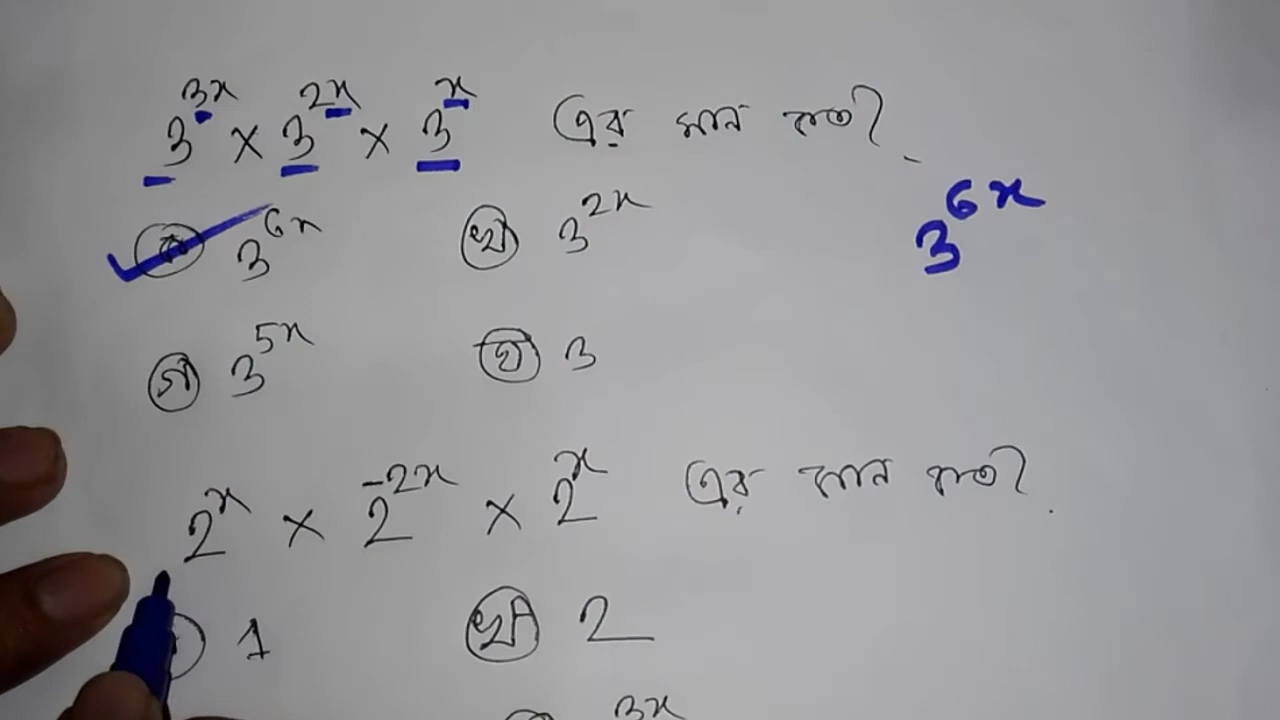 3^{3x} × 3^{2x} × 3^{x} এর মান কত?
ক 3^{6x} খ 3^{2x} 3^{6x}
গ 3^{5x} ঘ 3
2^{x} × 2^{-2x} × 2^{x} এর মান কত?
1 খ 2
3x